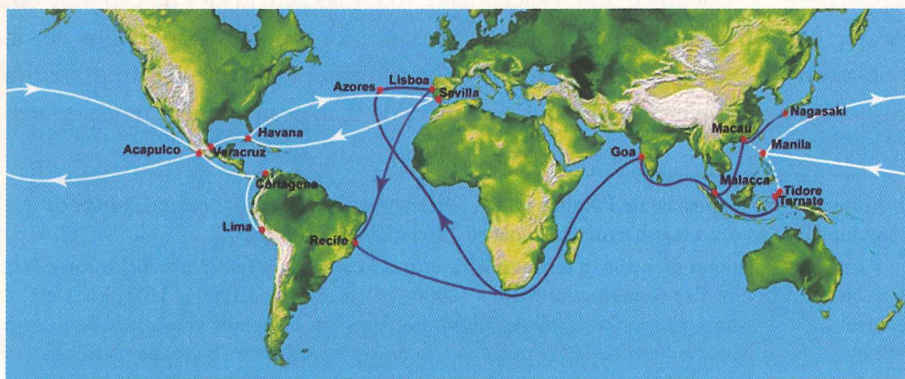 Azores
Lisboa
Sevilla
Nagasaki
Macau
Havana
Veracruz
Acapulco
Manila
Goa
Malacca
Cartagena
Tidore
Ternate
Lima
Recife